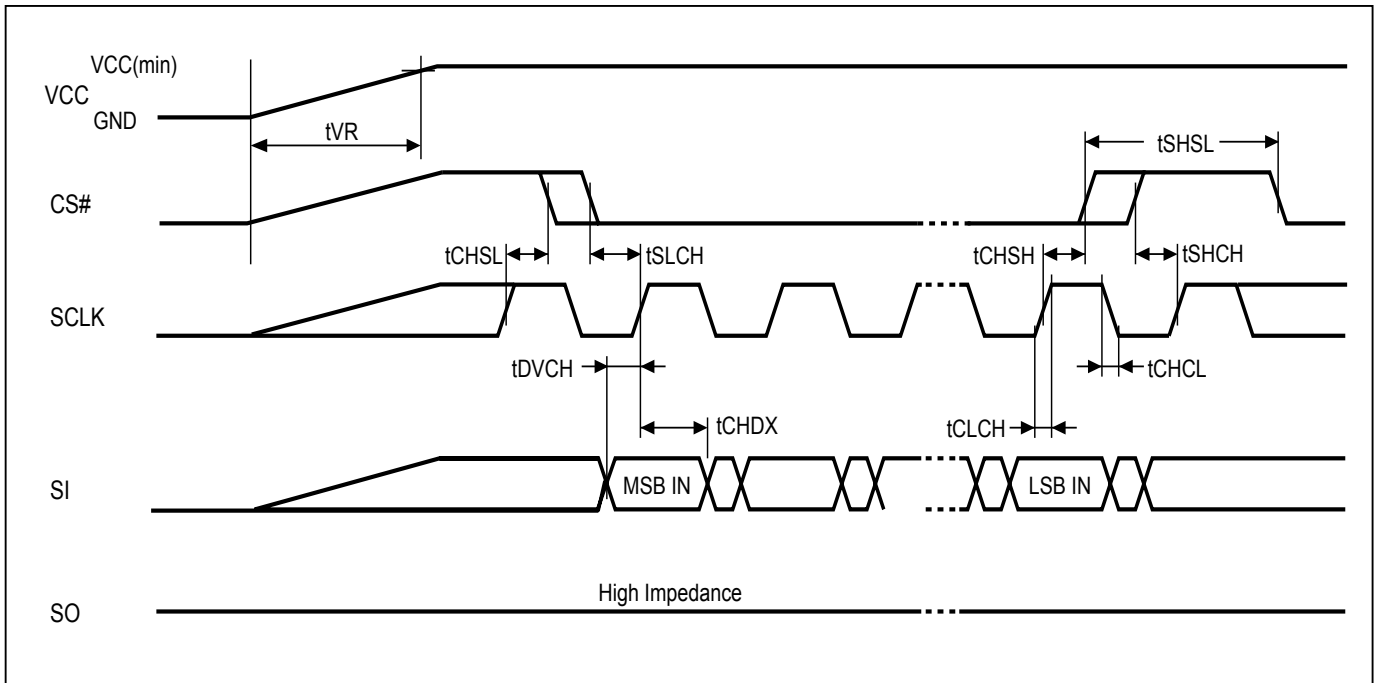 VCC(min)
VCC
GND
tVR
tSHSL
CS#
tCHSL
tSLCH
tCHSH
tSHCH
SCLK
tDVCH
tCHCL
tCHDX
tCLCH
SI
MSB IN
LSB IN
High Impedance
SO